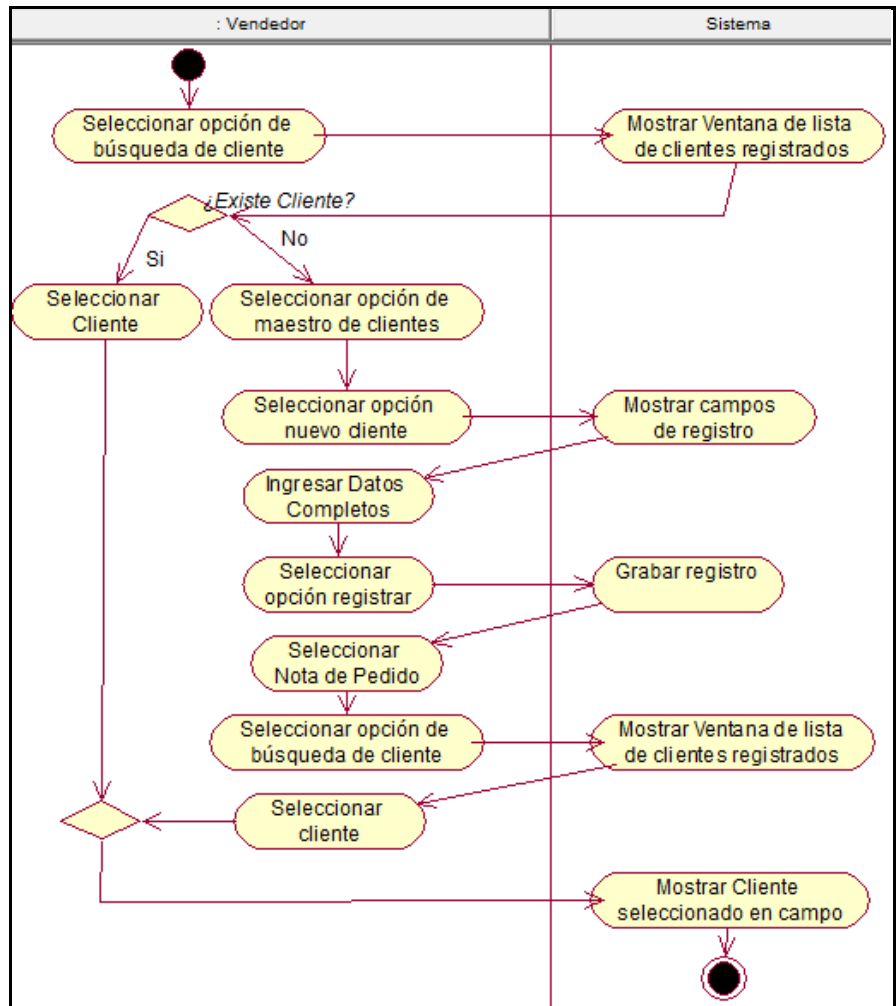 : Vendedor
Sistema
Seleccionar opción de
búsqueda de cliente
Mostrar Ventana de lista
de clientes registrados
¿Existe Cliente?
No
Si
Seleccionar
Cliente
Seleccionar opción de
maestro de clientes
Seleccionar opción
nuevo cliente
Mostrar campos
de registro
Ingresar Datos
Completos
Seleccionar
opción registrar
Grabar registro
Seleccionar
Nota de Pedido
Seleccionar opción de
búsqueda de cliente
Mostrar Ventana de lista
de clientes registrados
Seleccionar
cliente
Mostrar Cliente
seleccionado en campo